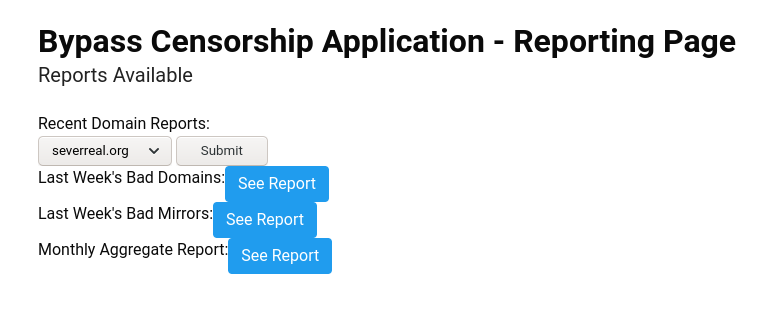 Bypass Censorship Application - Reporting Page
Reports Available
Recent Domain Reports:
severreal.org Submit
Last Week's Bad Domains: See Report
Last Week's Bad Mirrors: See Report
Monthly Aggregate Report: See Report